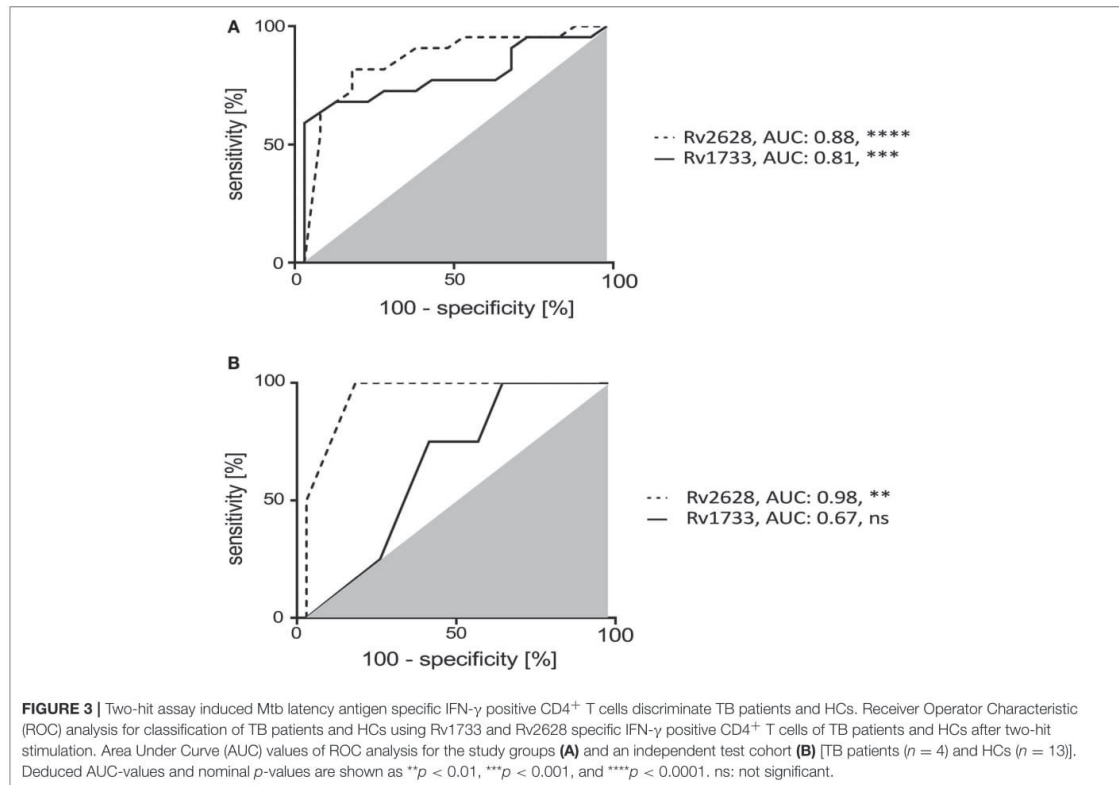 A
100
50
0
sensitivity [%]
0
50
100
100 - specificity [%]
Rv2628, AUC: 0.88, ****
Rv1733, AUC: 0.81, ***
B
100
50
0
sensitivity [%]
0
50
100
100 - specificity [%]
Rv2628, AUC: 0.98, **
Rv1733, AUC: 0.67, ns
FIGURE 3 | Two-hit assay induced Mtb latency antigen specific IFN-γ positive CD4⁺ T cells discriminate TB patients and HCs. Receiver Operator Characteristic
(ROC) analysis for classification of TB patients and HCs using Rv1733 and Rv2628 specific IFN-γ positive CD4⁺ T cells of TB patients and HCs after two-hit
stimulation. Area Under Curve (AUC) values of ROC analysis for the study groups (A) and an independent test cohort (B) [TB patients (n = 4) and HCs (n = 13)].
Deduced AUC-values and nominal p-values are shown as **p < 0.01, ***p < 0.001, and ****p < 0.0001. ns: not significant.